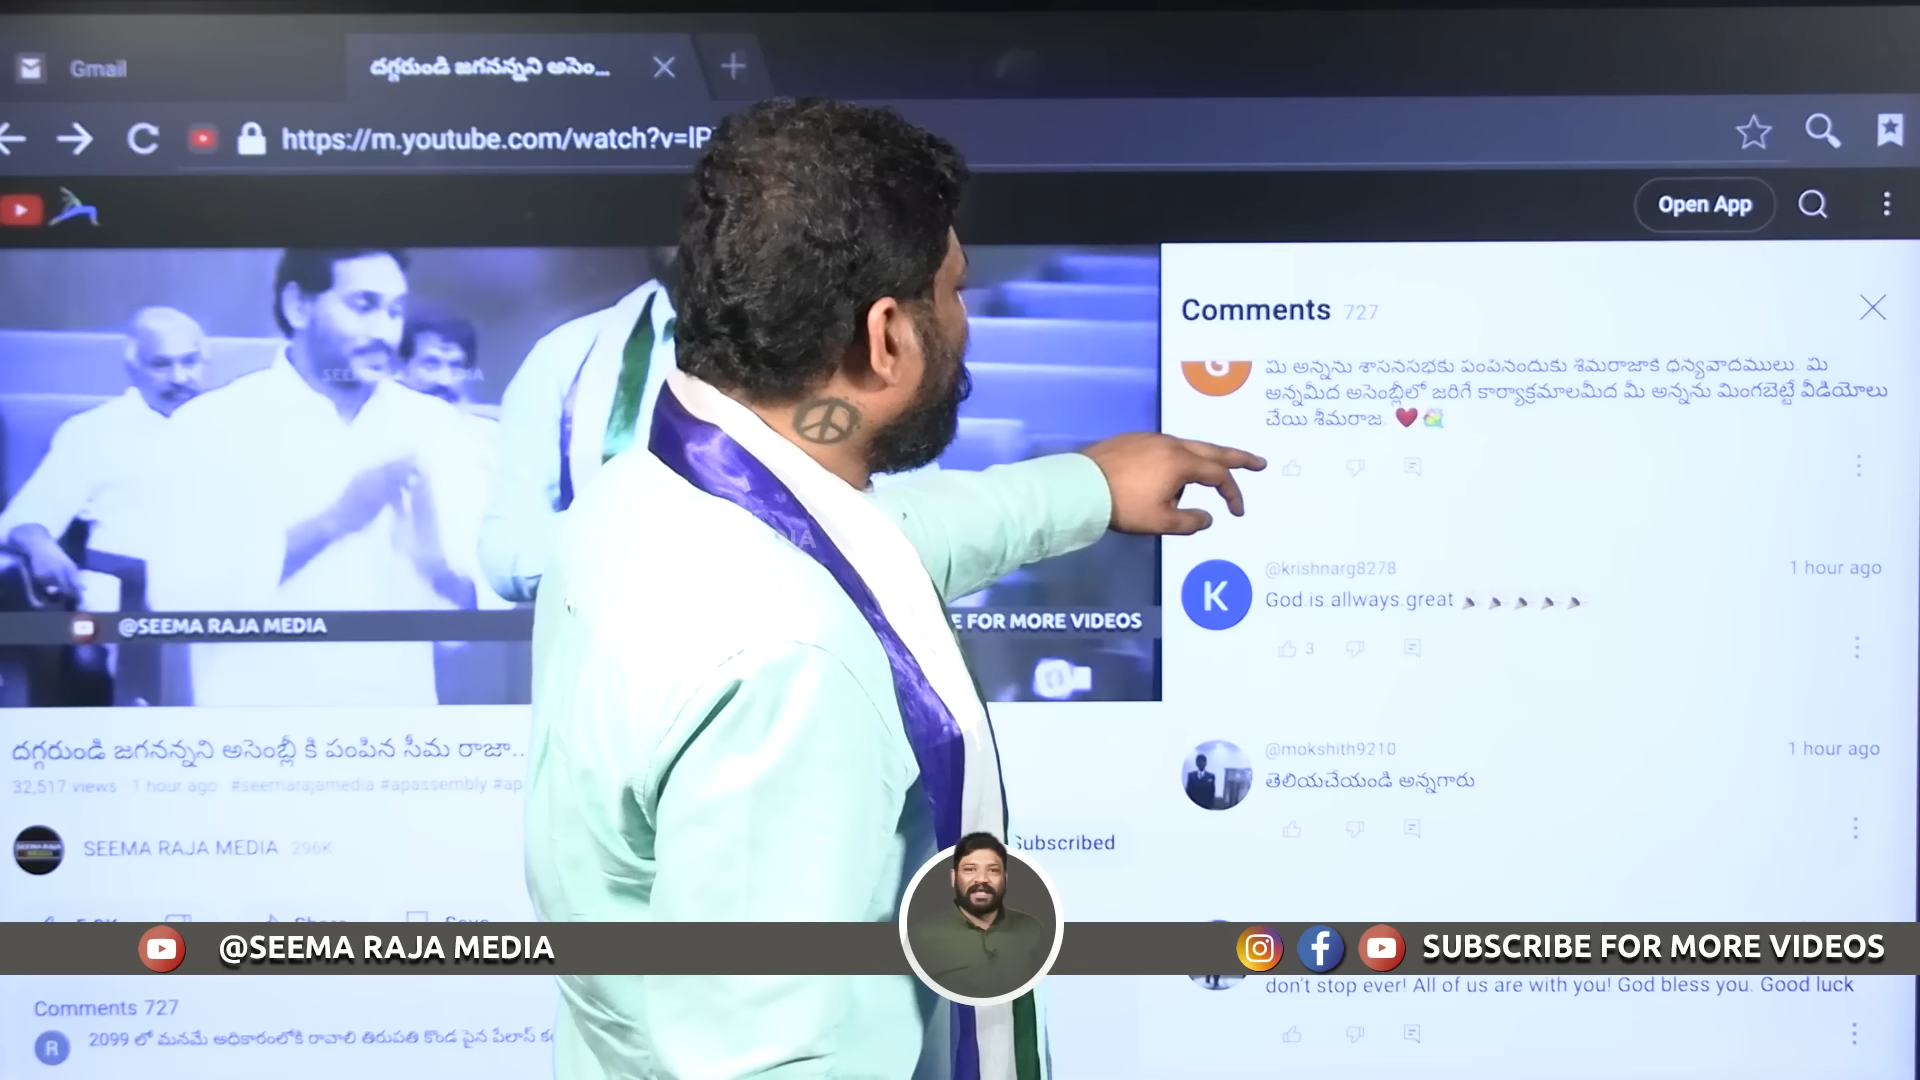 Gmail
దగ్గరుండి జగనన్నని అసెం...
https://m.youtube.com/watch?v=lP
Open App
Comments 727
మి అన్నను శాసనసభకు పంపినందుకు శెమరాజాకి ధన్యవాదములు. మి
అన్నమీద అసెంబ్లీలో జరిగే కార్యాక్రమాలమీద మీ అన్నను మింగబెట్టే వీడియోలు
చేయి శీమరాజ. ❤️💐
@krishnarg8278 1 hour ago
God.is.allways.great
3
@mokshith9210 1 hour ago
తెలియచేయండి అన్నగారు
@SEEMA RAJA MEDIA
E FOR MORE VIDEOS
దగ్గరుండి జగనన్నని అసెంబ్లీ కి పంపిన సీమ రాజా...
32,517 views 1 hour ago #seemarajamedia #apassembly #ap
SEEMA RAJA MEDIA 296K
Subscribed
Share
Save
@SEEMA RAJA MEDIA
SUBSCRIBE FOR MORE VIDEOS
don't stop ever! All of us are with you! God bless you. Good luck
Comments 727
2099 లో మనమే అధికారంలోకి రావాలి తిరుపతి కొండ పైన పేలాస్